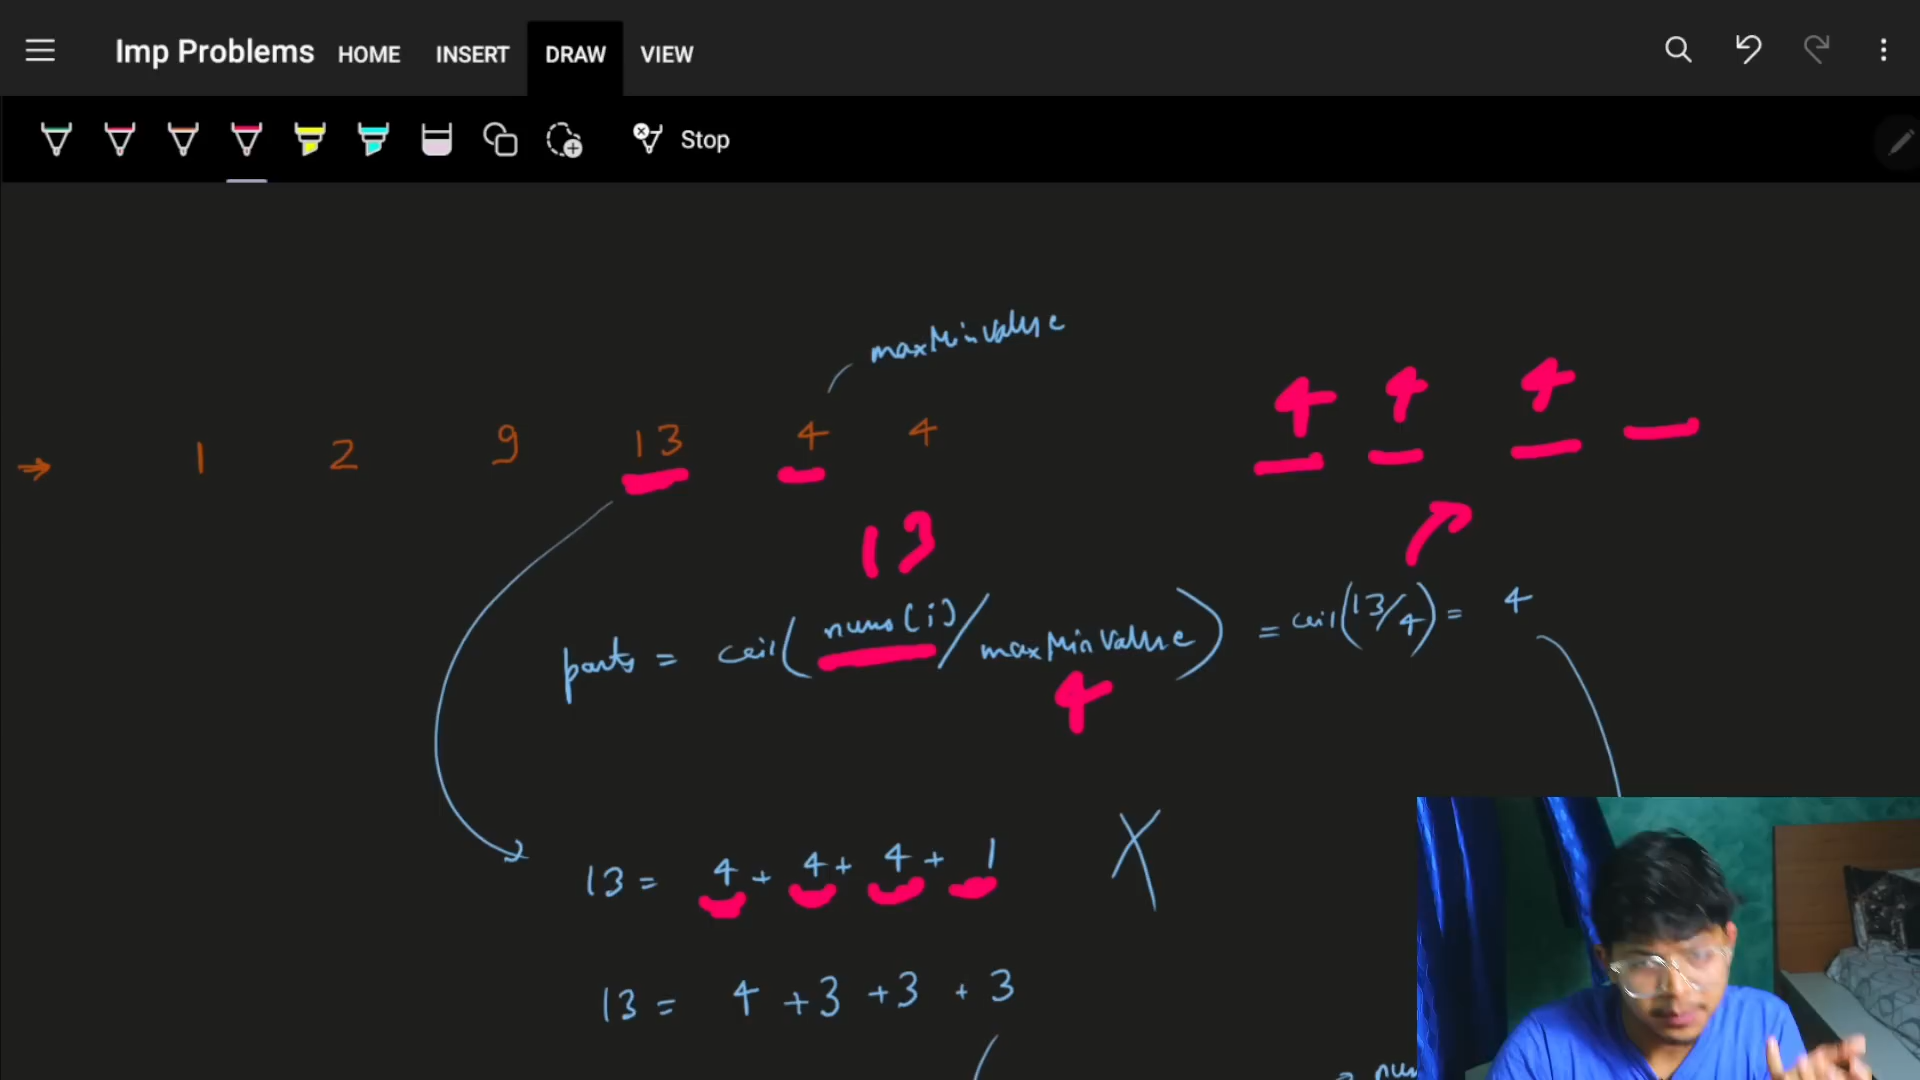 Imp Problems HOME INSERT DRAW VIEW
Stop
maxMinValue
4 4 4
→ 1 2 9 13 4 4
13
parts = ceil(nums[i]/maxMinValue) = ceil(13/4) = 4
4
13 = 4 + 4 + 4 + 1 X
13 = 4 + 3 + 3 + 3